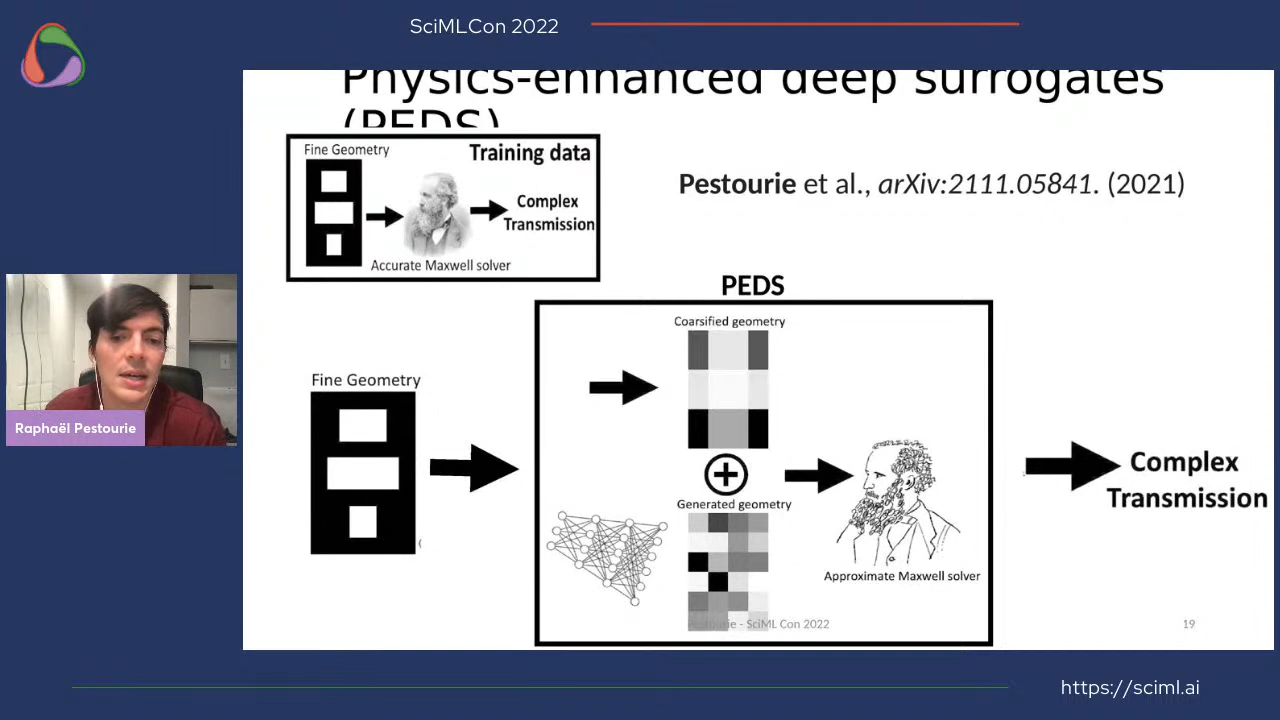 SciMLCon 2022
Physics-enhanced deep surrogates
(PEDS)
Fine Geometry
Training data
Complex
Transmission
Accurate Maxwell solver
Pestourie et al., arXiv:2111.05841. (2021)
PEDS
Coarsified geometry
Fine Geometry
Raphaël Pestourie
Generated geometry
Complex
Transmission
Approximate Maxwell solver
- SciML Con 2022
19
https://sciml.ai